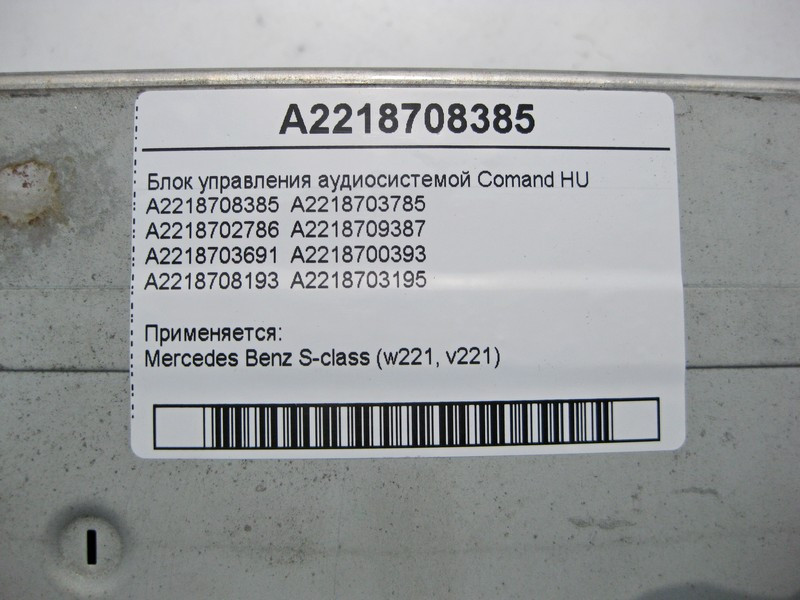 A2218708385
Блок управления аудиосистемой Comand HU
A2218708385 A2218703785
A2218702786 A2218709387
A2218703691 A2218700393
A2218708193 A2218703195
Применяется:
Mercedes Benz S-class (w221, v221)